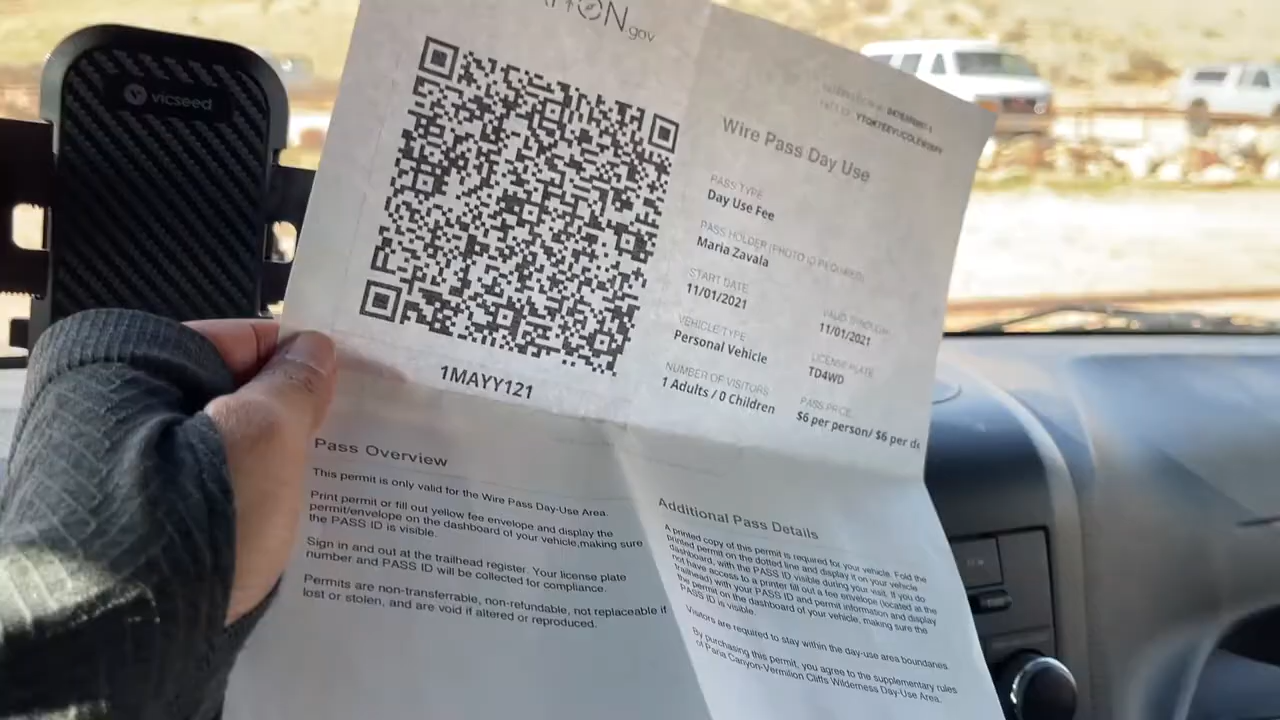 vicseed
.gov
Wire Pass Day Use
PASS TYPE
Day Use Fee
PASS HOLDER (PHOTO ID REQUIRED)
Maria Zavala
START DATE
11/01/2021
11/01/2021
VEHICLE TYPE
Personal Vehicle
LICENSE PLATE
TD4WD
NUMBER OF VISITORS
1 Adults / 0 Children
PASS PRICE
$6 per person/ $6 per
1MAYY121
Pass Overview
This permit is only valid for the Wire Pass Day-Use Area.
Print permit or fill out yellow fee envelope and display the
permit/envelope on the dashboard of your vehicle,making sure
the PASS ID is visible.
Sign in and out at the trailhead register. Your license plate
number and PASS ID will be collected for compliance.
Permits are non-transferrable, non-refundable, not replaceable if
lost or stolen, and are void if altered or reproduced.
Additional Pass Details
A printed copy of this permit is required for your vehicle. Fold the
printed permit on the dotted line and display it on your vehicle
dashboard, with the PASS ID visible during your visit. If you do
not have access to a printer fill out a fee envelope (located at the
trailhead) with your PASS ID and permit information and display
the permit on the dashboard of your vehicle, making sure the
PASS ID is visible.
Visitors are required to stay within the day-use area boundaries.
By purchasing this permit, you agree to the supplementary rules
of Paria Canyon-Vermilion Cliffs Wilderness Day-Use Area.